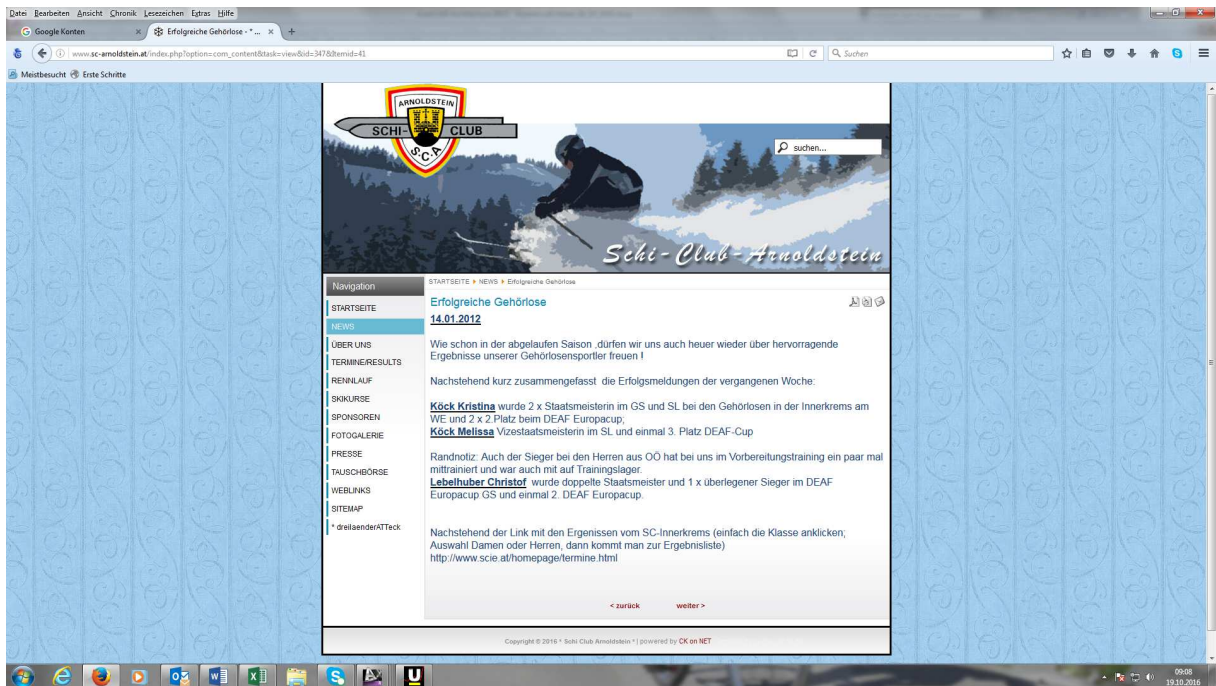 Datei Bearbeiten Ansicht Chronik Lesezeichen Extras Hilfe
Google Konten
Erfolgreiche Gehörlose - * ...
www.sc-arnoldstein.at/index.php?option=com_content&task=view&id=347&Itemid=41
Suchen
Meistbesucht Erste Schritte
ARNOLDSTEIN
SCHI- CLUB
S.C.A
suchen...
Schi-Club-Arnoldstein
Navigation
STARTSEITE
NEWS
ÜBER UNS
TERMINE/RESULTS
RENNLAUF
SKIKURSE
SPONSOREN
FOTOGALERIE
PRESSE
TAUSCHBÖRSE
WEBLINKS
SITEMAP
* dreilaenderATTeck
STARTSEITE NEWS Erfolgreiche Gehörlose
Erfolgreiche Gehörlose
14.01.2012
Wie schon in der abgelaufen Saison ,dürfen wir uns auch heuer wieder über hervorragende
Ergebnisse unserer Gehörlosensportler freuen !
Nachstehend kurz zusammengefasst die Erfolgsmeldungen der vergangenen Woche:
Köck Kristina wurde 2 x Staatsmeisterin im GS und SL bei den Gehörlosen in der Innerkrems am
WE und 2 x 2.Platz beim DEAF Europacup;
Köck Melissa Vizestaatsmeisterin im SL und einmal 3. Platz DEAF-Cup
Randnotiz: Auch der Sieger bei den Herren aus OÖ hat bei uns im Vorbereitungstraining ein paar mal
mittrainiert und war auch mit auf Trainingslager.
Lebelhuber Christof wurde doppelte Staatsmeister und 1 x überlegener Sieger im DEAF
Europacup GS und einmal 2. DEAF Europacup.
Nachstehend der Link mit den Ergenissen vom SC-Innerkrems (einfach die Klasse anklicken;
Auswahl Damen oder Herren, dann kommt man zur Ergebnisliste)
http://www.scie.at/homepage/termine.html
< zurück weiter >
Copyright © 2016 * Schi Club Arnoldstein * | powered by CK on NET
09:08
19.10.2016